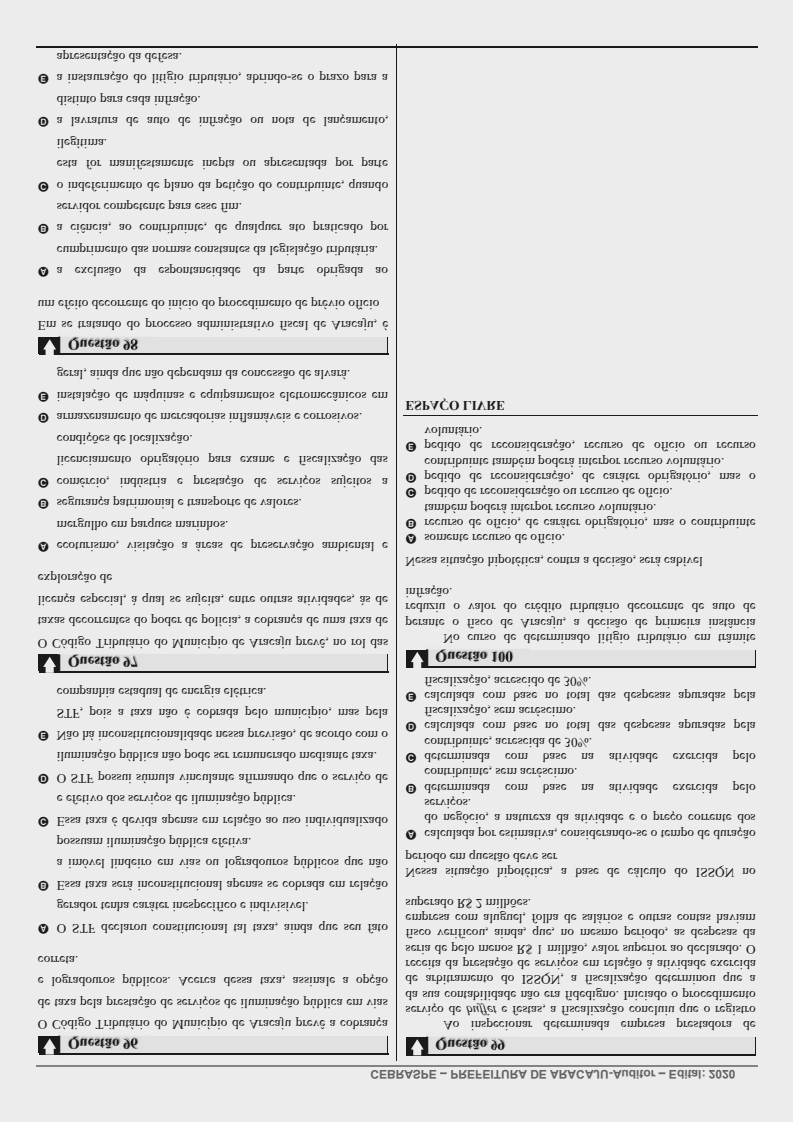 CEBRASPE – PREFEITURA DE ARACAJU-Auditor – Edital: 2020
Questão 96
O Código Tributário do Município de Aracaju prevê a cobrança
de taxa pela prestação de serviços de iluminação pública em vias
e logradouros públicos. Acerca dessa taxa, assinale a opção
correta.
A O STF declarou constitucional tal taxa, ainda que seu fato
gerador tenha caráter inespecífico e indivisível.
B Essa taxa será inconstitucional apenas se cobrada em relação
a imóvel lindeiro em vias ou logradouros públicos que não
possuam iluminação pública efetiva.
C Essa taxa é devida apenas em relação ao uso individualizado
e efetivo dos serviços de iluminação pública.
D O STF possui súmula vinculante afirmando que o serviço de
iluminação pública não pode ser remunerado mediante taxa.
E Não há inconstitucionalidade nessa previsão, de acordo com o
STF, pois a taxa não é cobrada pelo município, mas pela
companhia estadual de energia elétrica.
Questão 97
O Código Tributário do Município de Aracaju prevê, no rol das
taxas decorrentes do poder de polícia, a cobrança de uma taxa de
licença especial, à qual se sujeita, entre outras atividades, às de
exploração de
A ecoturismo, visitação a áreas de preservação ambiental e
mergulho em parques marinhos.
B segurança patrimonial e transporte de valores.
C comércio, indústria e prestação de serviços sujeitos a
licenciamento obrigatório para exame e fiscalização das
condições de localização.
D armazenamento de mercadorias inflamáveis e corrosivos.
E instalação de máquinas e equipamentos eletromecânicos em
geral, ainda que não dependam da concessão de alvará.
Questão 98
Em se tratando do processo administrativo fiscal de Aracaju, é
um efeito decorrente do início do procedimento de prévio ofício
A a exclusão da espontaneidade da parte obrigada ao
cumprimento das normas constantes da legislação tributária.
B a ciência, ao contribuinte, de qualquer ato praticado por
servidor competente para esse fim.
C o indeferimento de plano da petição do contribuinte, quando
esta for manifestamente inepta ou apresentada por parte
ilegítima.
D a lavratura de auto de infração ou nota de lançamento,
distinto para cada infração.
E a instauração do litígio tributário, abrindo-se o prazo para a
apresentação da defesa.
Questão 99
Ao inspecionar determinada empresa prestadora de
serviço de buffet e festas, a fiscalização concluiu que o registro
da sua contabilidade não era fidedigno. Iniciado o procedimento
de arbitramento do ISSQN, a fiscalização determinou que a
receita da prestação de serviços em relação à atividade exercida
seria de pelo menos R$ 1 milhão, valor superior ao declarado. O
fisco verificou, ainda, que, no mesmo período, as despesas da
empresa com aluguel, folha de salários e outras contas haviam
superado R$ 2 milhões.
Nessa situação hipotética, a base de cálculo do ISSQN no
período em questão deve ser
A calculada por estimativa, considerando-se o tempo de duração
do negócio, a natureza da atividade e o preço corrente dos
serviços.
B determinada com base na atividade exercida pelo
contribuinte, sem acréscimo.
C determinada com base na atividade exercida pelo
contribuinte, acrescida de 30%.
D calculada com base no total das despesas apuradas pela
fiscalização, sem acréscimo.
E calculada com base no total das despesas apuradas pela
fiscalização, acrescido de 30%.
Questão 100
No curso de determinado litígio tributário em trâmite
perante o fisco de Aracaju, a decisão de primeira instância
reduziu o valor do crédito tributário decorrente de auto de
infração.
Nessa situação hipotética, contra a decisão, será cabível
A somente recurso de ofício.
B recurso de ofício, de caráter obrigatório, mas o contribuinte
também poderá interpor recurso voluntário.
C pedido de reconsideração ou recurso de ofício.
D pedido de reconsideração, de caráter obrigatório, mas o
contribuinte também poderá interpor recurso voluntário.
E pedido de reconsideração, recurso de ofício ou recurso
voluntário.
ESPAÇO LIVRE